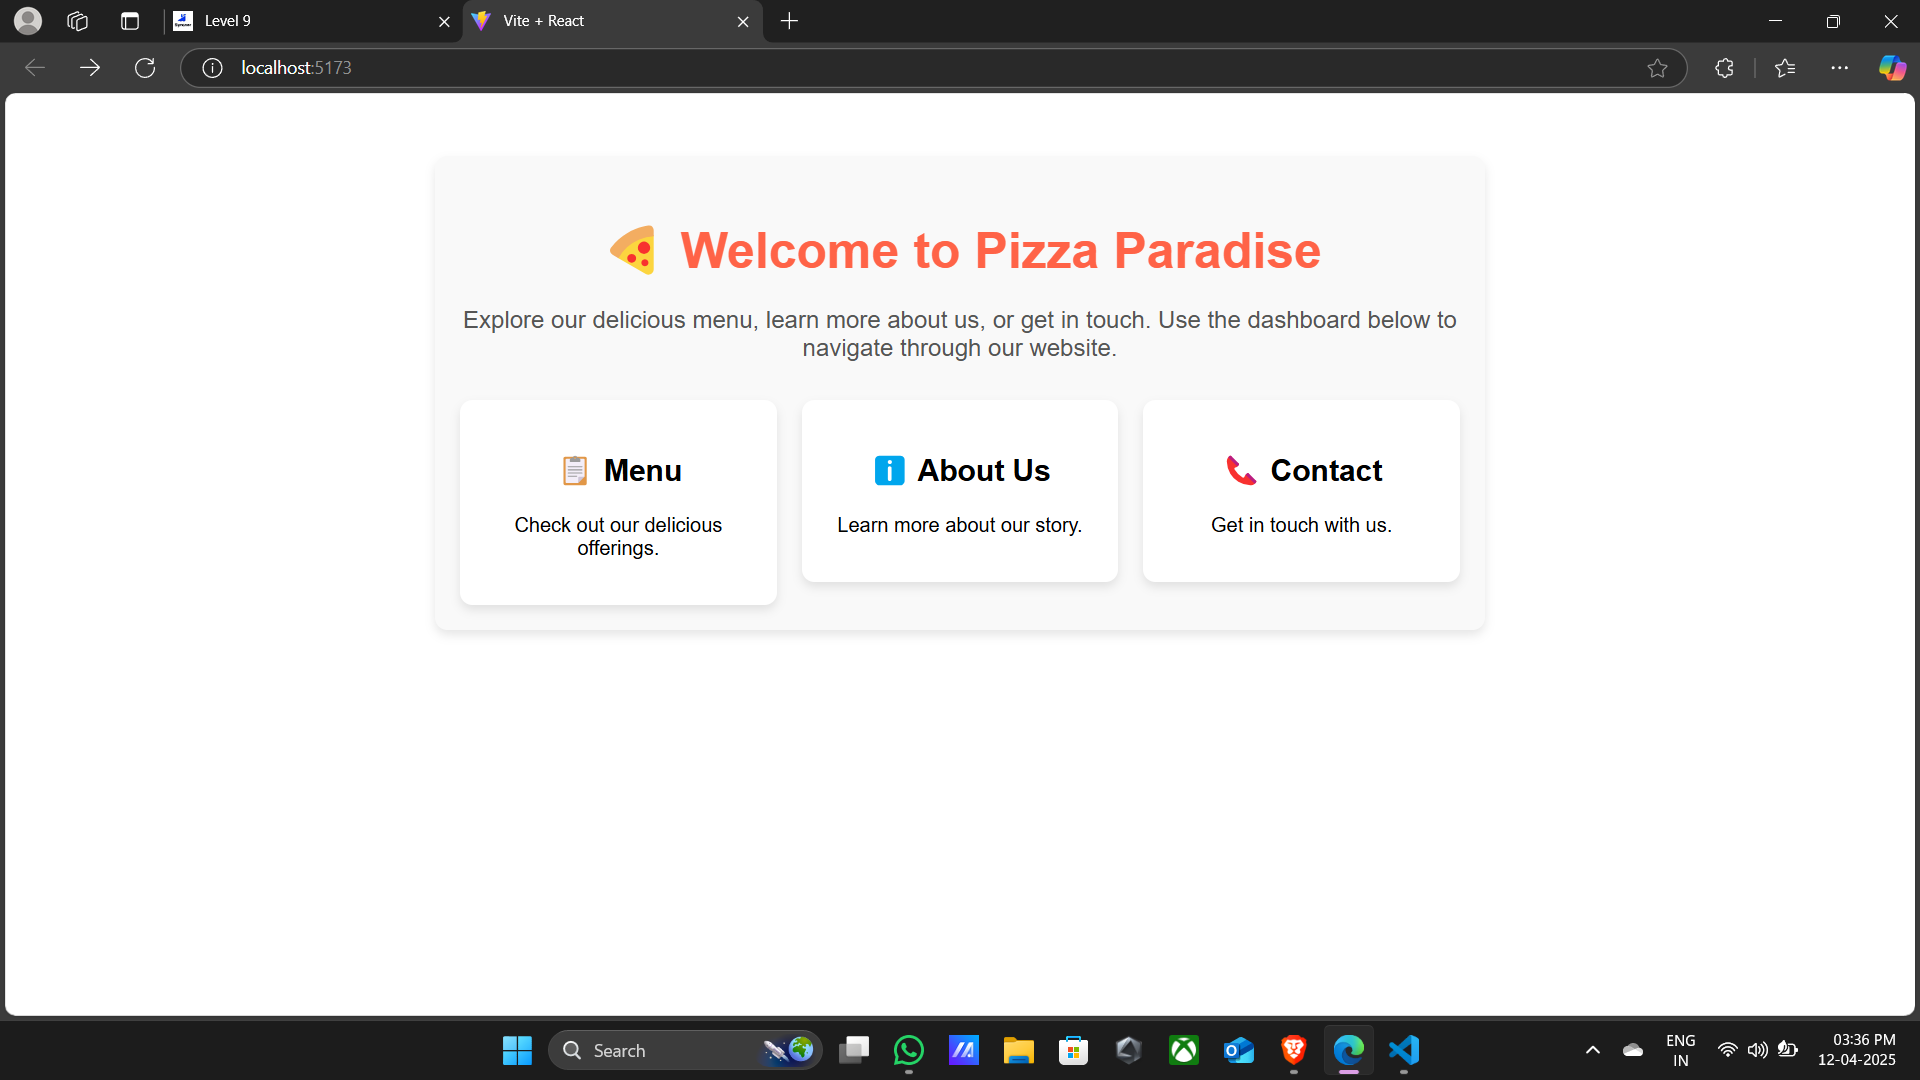 Level 9
Vite + React
localhost:5173
Welcome to Pizza Paradise
Explore our delicious menu, learn more about us, or get in touch. Use the dashboard below to
navigate through our website.
Menu
Check out our delicious
offerings.
About Us
Learn more about our story.
Contact
Get in touch with us.
Search
ENG
IN
03:36 PM
12-04-2025